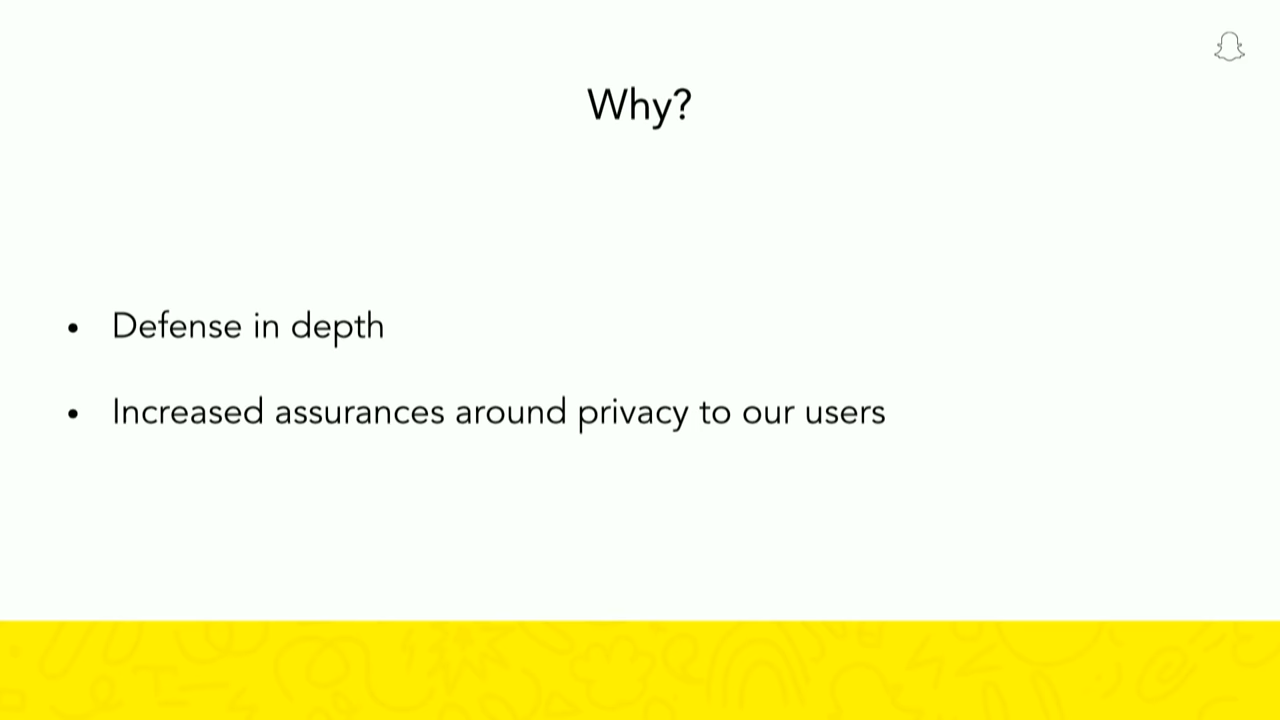 Why?
• Defense in depth
• Increased assurances around privacy to our users